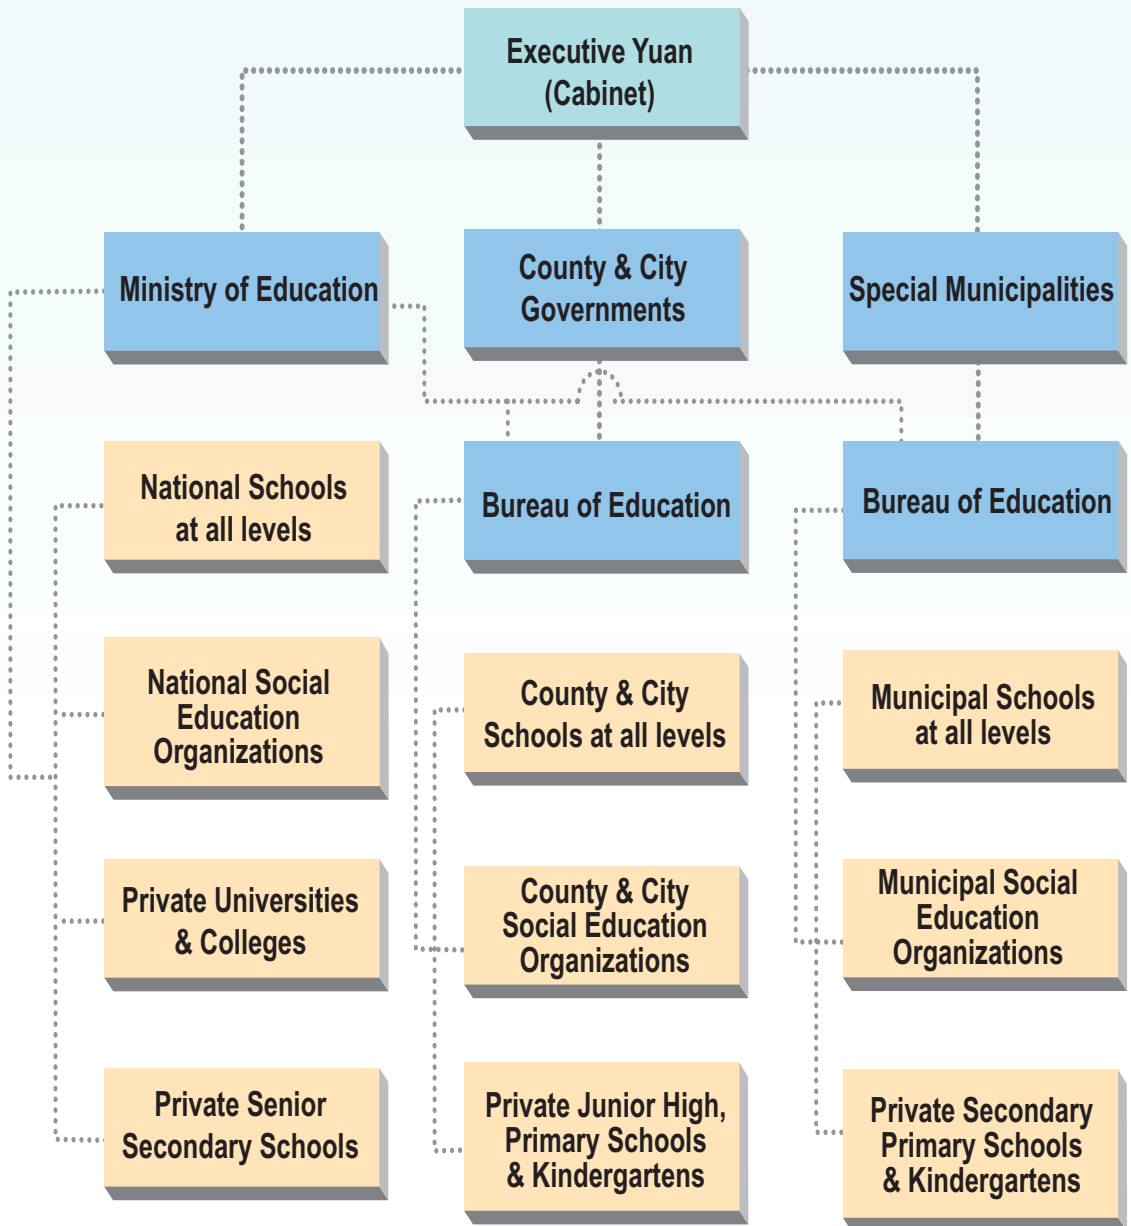 Executive Yuan
(Cabinet)
Ministry of Education
County & City
Governments
Special Municipalities
National Schools
at all levels
Bureau of Education
Bureau of Education
National Social
Education
Organizations
County & City
Schools at all levels
Municipal Schools
at all levels
Private Universities
& Colleges
County & City
Social Education
Organizations
Municipal Social
Education
Organizations
Private Senior
Secondary Schools
Private Junior High,
Primary Schools
& Kindergartens
Private Secondary
Primary Schools
& Kindergartens